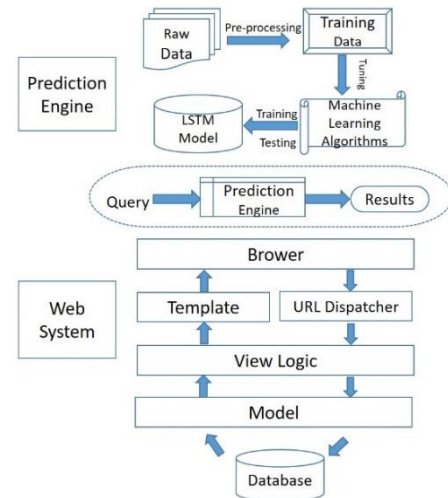 Raw
Data
Pre-processing
Training
Data
Tuning
Prediction
Engine
LSTM
Model
Training
Testing
Machine
Learning
Algorithms
Query
Prediction
Engine
Results
Brower
Web
System
Template
URL Dispatcher
View Logic
Model
Database